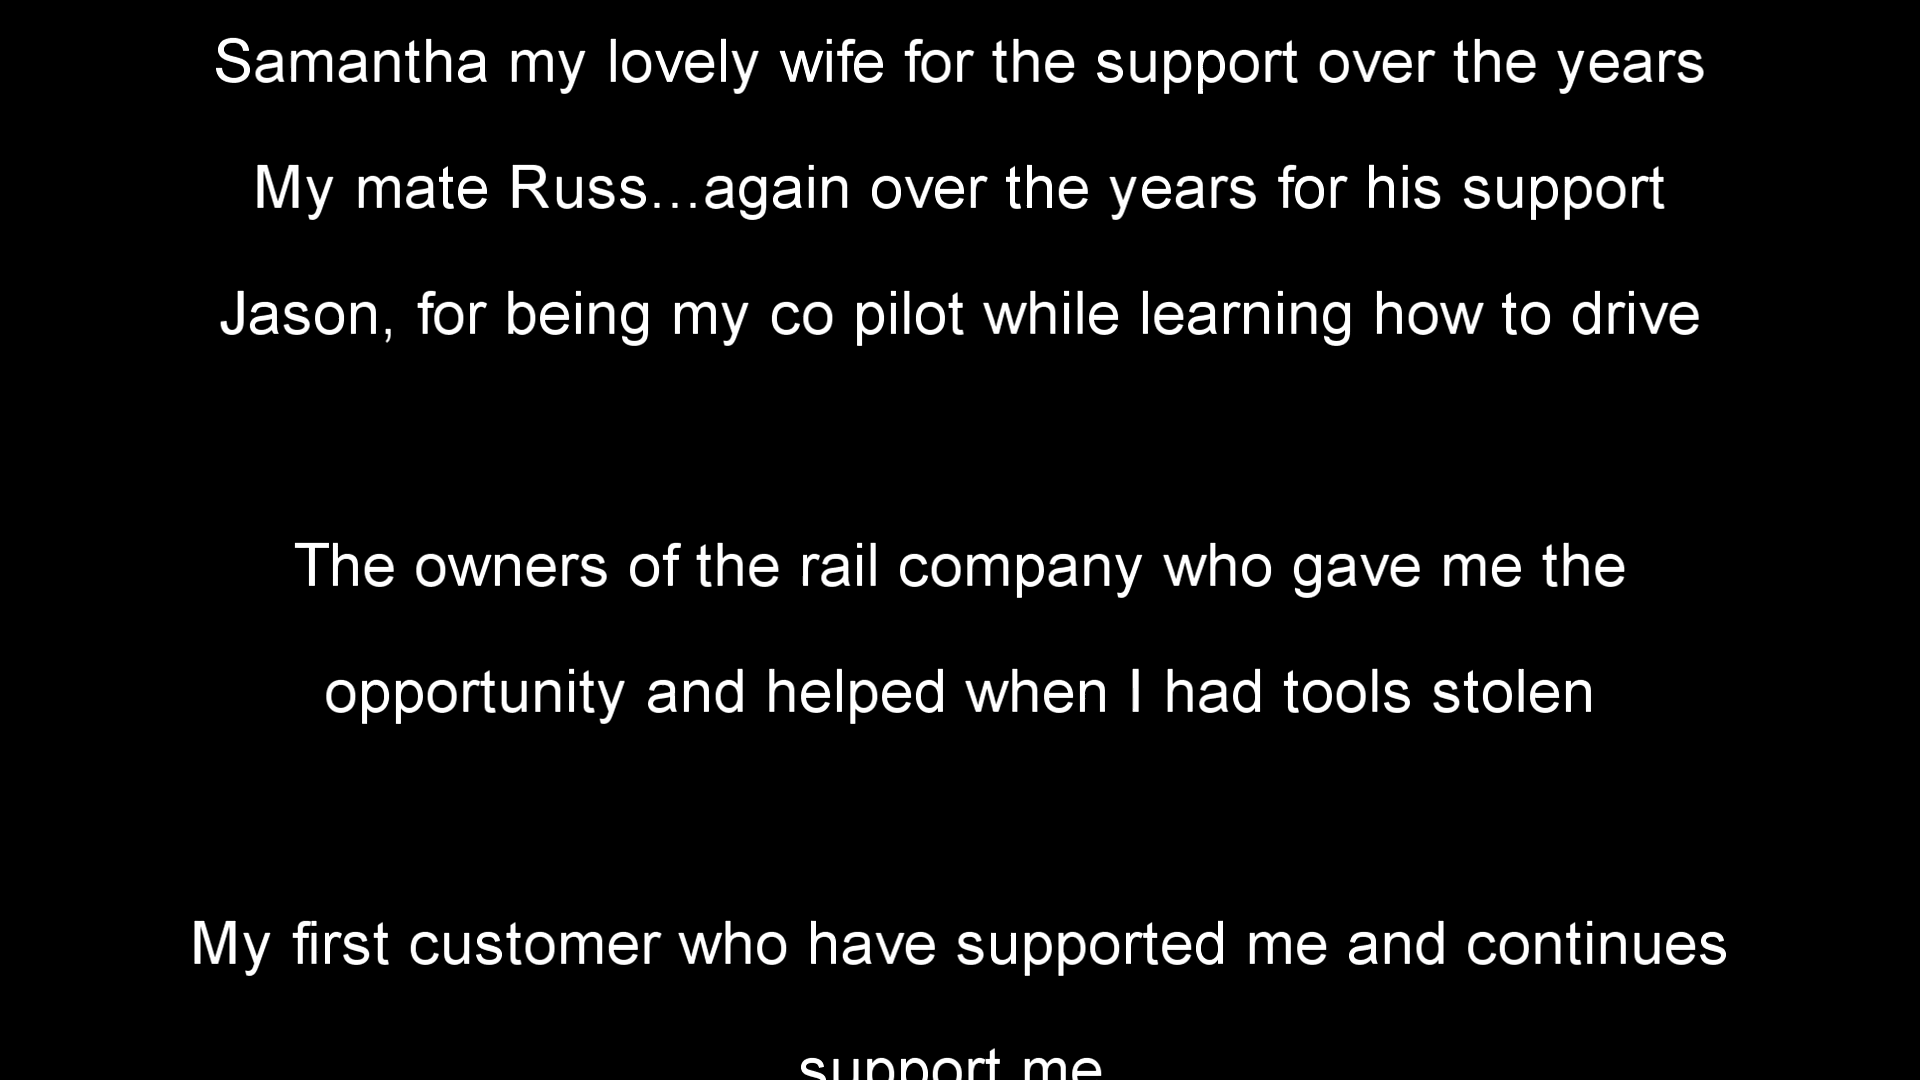 Samantha my lovely wife for the support over the years
My mate Russ...again over the years for his support
Jason, for being my co pilot while learning how to drive
The owners of the rail company who gave me the
opportunity and helped when I had tools stolen
My first customer who have supported me and continues
support me